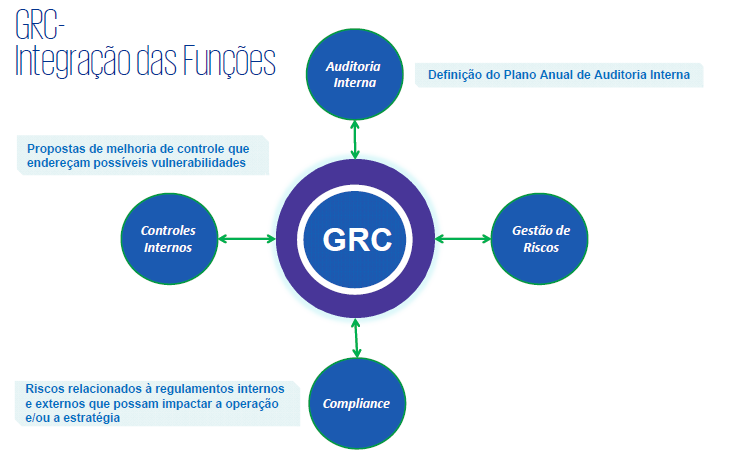 GRC-
Integração das Funções
Auditoria
Interna
Definição do Plano Anual de Auditoria Interna
Propostas de melhoria de controle que
endereçam possíveis vulnerabilidades
Controles
Internos
GRC
Gestão de
Riscos
Riscos relacionados à regulamentos internos
e externos que possam impactar a operação
e/ou a estratégia
Compliance